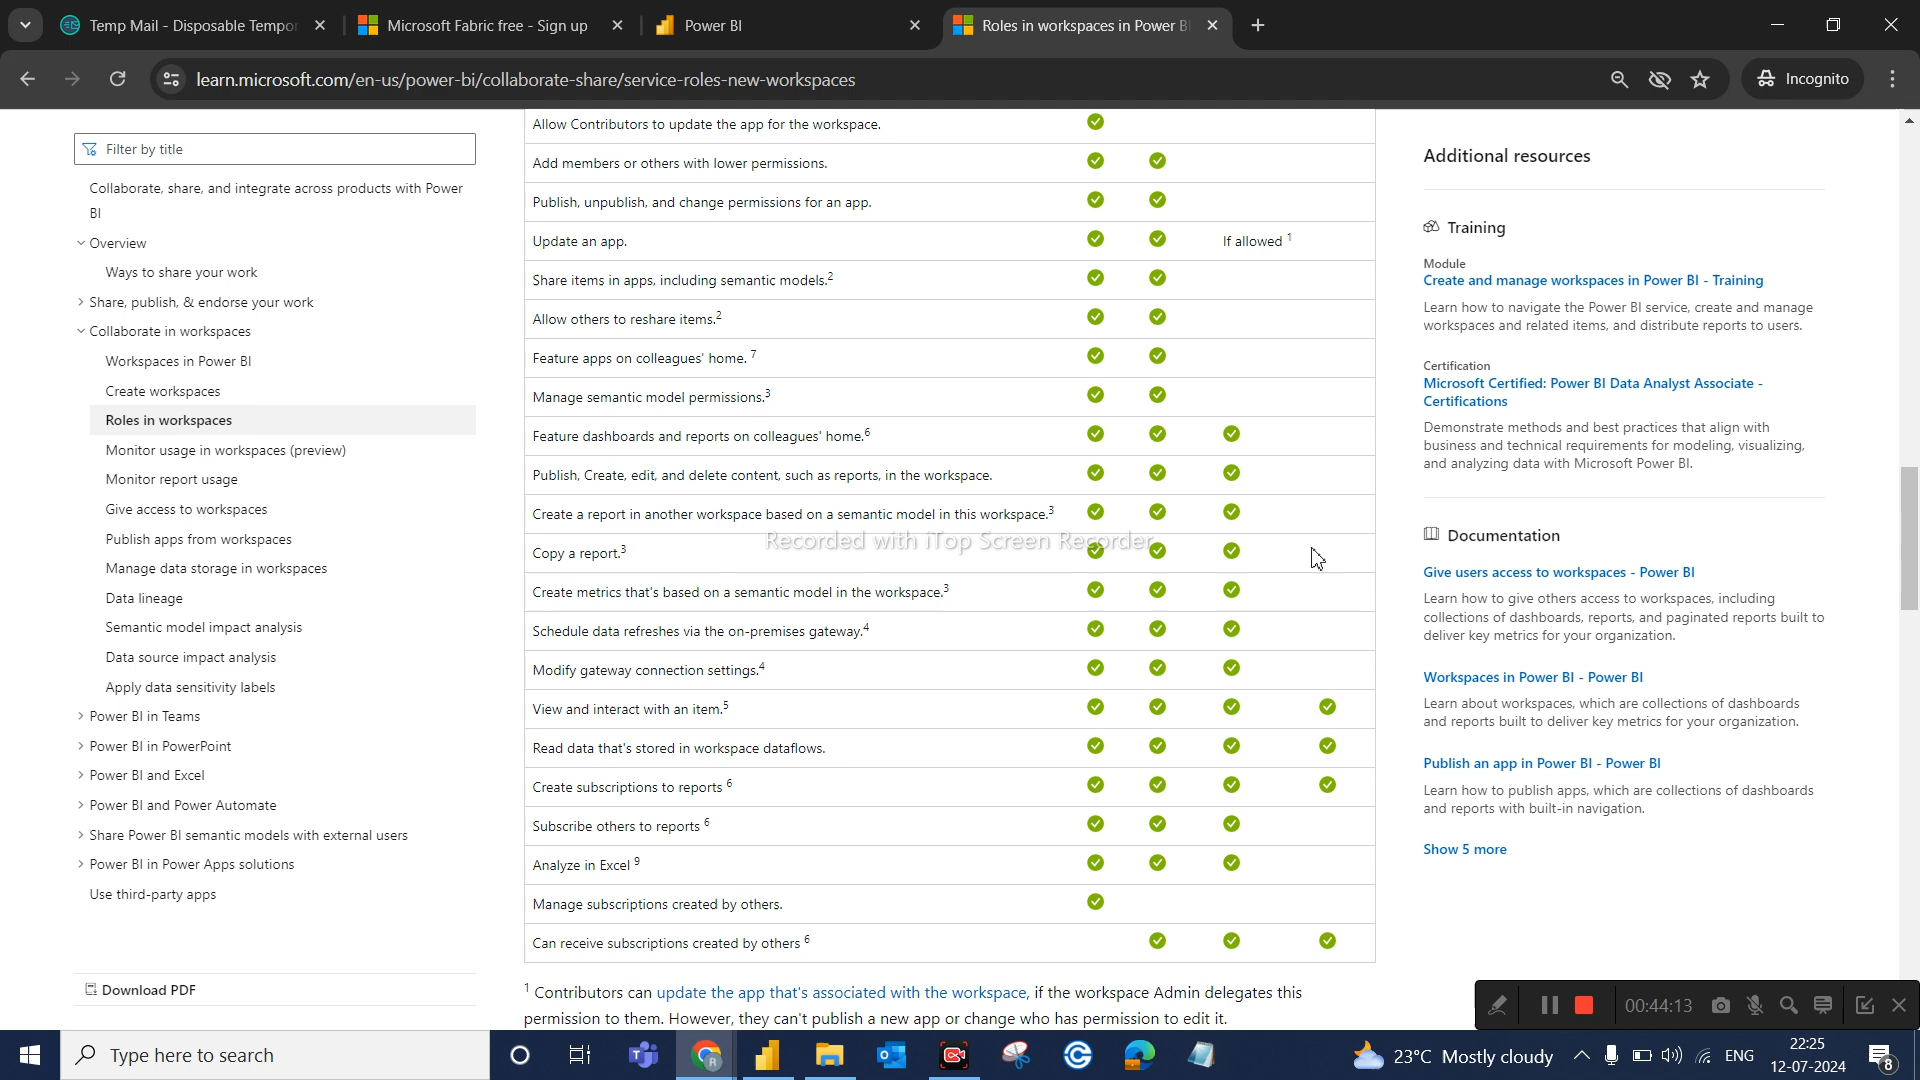 Temp Mail - Disposable Tempor
Microsoft Fabric free - Sign up
Power BI
Roles in workspaces in Power B
learn.microsoft.com/en-us/power-bi/collaborate-share/service-roles-new-workspaces
Incognito
Filter by title
Collaborate, share, and integrate across products with Power
BI
Overview
Ways to share your work
Share, publish, & endorse your work
Collaborate in workspaces
Workspaces in Power BI
Create workspaces
Roles in workspaces
Monitor usage in workspaces (preview)
Monitor report usage
Give access to workspaces
Publish apps from workspaces
Manage data storage in workspaces
Data lineage
Semantic model impact analysis
Data source impact analysis
Apply data sensitivity labels
Power BI in Teams
Power BI in PowerPoint
Power BI and Excel
Power BI and Power Automate
Share Power BI semantic models with external users
Power BI in Power Apps solutions
Use third-party apps
Download PDF
Allow Contributors to update the app for the workspace.
Add members or others with lower permissions.
Publish, unpublish, and change permissions for an app.
Update an app. If allowed 1
Share items in apps, including semantic models.2
Allow others to reshare items.2
Feature apps on colleagues' home. 7
Manage semantic model permissions.3
Feature dashboards and reports on colleagues' home.6
Publish, Create, edit, and delete content, such as reports, in the workspace.
Create a report in another workspace based on a semantic model in this workspace.3
Recorded with iTop Screen Recorder
Copy a report.3
Create metrics that's based on a semantic model in the workspace.3
Schedule data refreshes via the on-premises gateway.4
Modify gateway connection settings.4
View and interact with an item.5
Read data that's stored in workspace dataflows.
Create subscriptions to reports 6
Subscribe others to reports 6
Analyze in Excel 9
Manage subscriptions created by others.
Can receive subscriptions created by others 6
1 Contributors can update the app that's associated with the workspace, if the workspace Admin delegates this
permission to them. However, they can't publish a new app or change who has permission to edit it.
Additional resources
Training
Module
Create and manage workspaces in Power BI - Training
Learn how to navigate the Power BI service, create and manage
workspaces and related items, and distribute reports to users.
Certification
Microsoft Certified: Power BI Data Analyst Associate -
Certifications
Demonstrate methods and best practices that align with
business and technical requirements for modeling, visualizing,
and analyzing data with Microsoft Power BI.
Documentation
Give users access to workspaces - Power BI
Learn how to give others access to workspaces, including
collections of dashboards, reports, and paginated reports built to
deliver key metrics for your organization.
Workspaces in Power BI - Power BI
Learn about workspaces, which are collections of dashboards
and reports built to deliver key metrics for your organization.
Publish an app in Power BI - Power BI
Learn how to publish apps, which are collections of dashboards
and reports with built-in navigation.
Show 5 more
00:44:13
Type here to search
23°C Mostly cloudy
ENG
22:25
12-07-2024
8